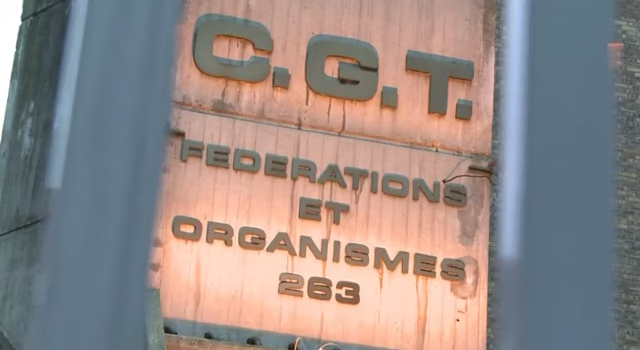 C.G.T.
FEDERATIONS
ET
ORGANISMES
263